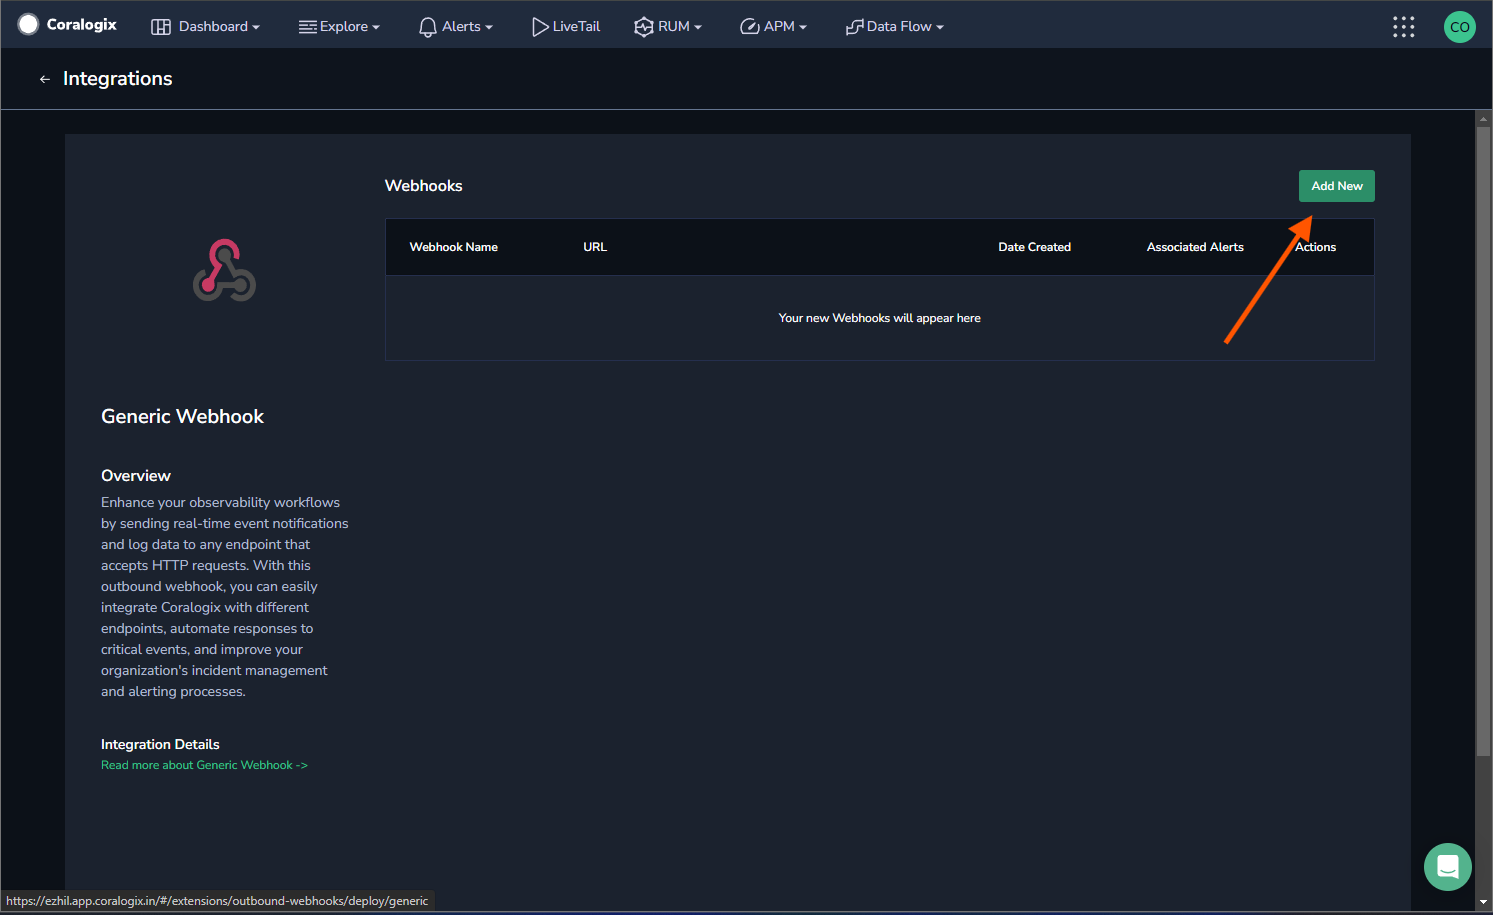 Coralogix Dashboard Explore Alerts LiveTail RUM APM Data Flow CO
← Integrations
Webhooks Add New
Webhook Name URL Date Created Associated Alerts Actions
Your new Webhooks will appear here
Generic Webhook
Overview
Enhance your observability workflows
by sending real-time event notifications
and log data to any endpoint that
accepts HTTP requests. With this
outbound webhook, you can easily
integrate Coralogix with different
endpoints, automate responses to
critical events, and improve your
organization's incident management
and alerting processes.
Integration Details
Read more about Generic Webhook ->
https://ezhil.app.coralogix.in/#/extensions/outbound-webhooks/deploy/generic